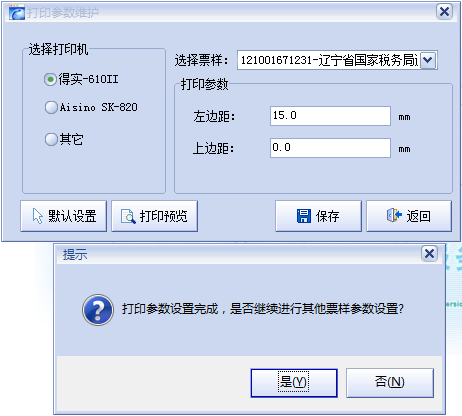 打印参数维护
选择打印机
得实-610II
Aisino SK-820
其它
选择票样: 121001671231-辽宁省国家税务局
打印参数
左边距: 15.0 mm
上边距: 0.0 mm
默认设置 打印预览 保存 返回
提示
打印参数设置完成，是否继续进行其他票样参数设置?
是(Y) 否(N)